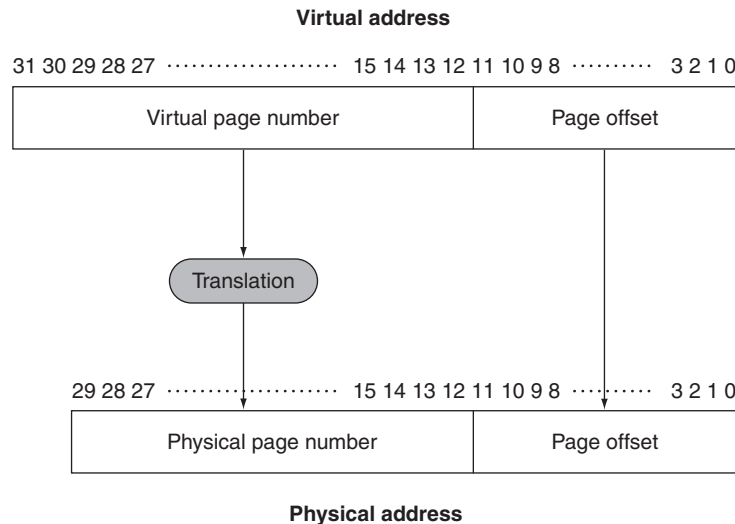 Virtual address
31 30 29 28 27 ···················· 15 14 13 12 11 10 9 8 ·········· 3 2 1 0
Virtual page number Page offset
Translation
29 28 27 ···················· 15 14 13 12 11 10 9 8 ·········· 3 2 1 0
Physical page number Page offset
Physical address